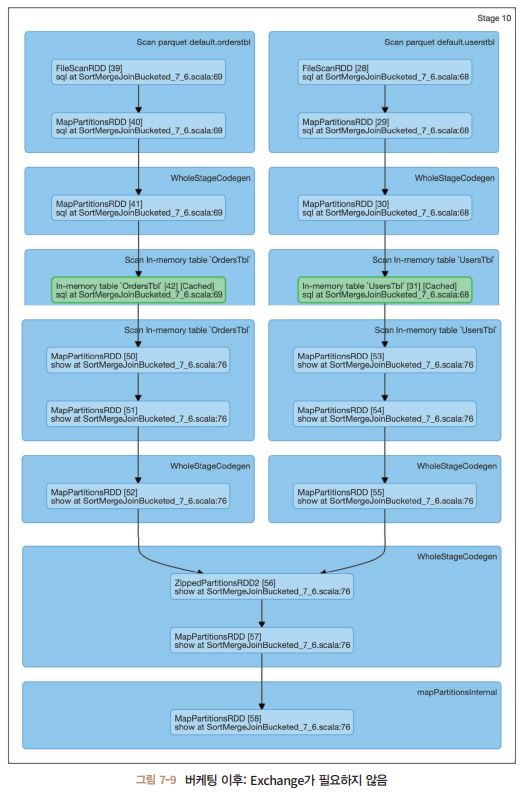 Stage 10
Scan parquet default.orderstbl
FileScanRDD [39]
sql at SortMergeJoinBucketed_7_6.scala:69
MapPartitionsRDD [40]
sql at SortMergeJoinBucketed_7_6.scala:69
WholeStageCodegen
MapPartitionsRDD [41]
sql at SortMergeJoinBucketed_7_6.scala:69
Scan In-memory table `OrdersTbl`
In-memory table `OrdersTbl` [42] [Cached]
sql at SortMergeJoinBucketed_7_6.scala:69
Scan In-memory table `OrdersTbl`
MapPartitionsRDD [50]
show at SortMergeJoinBucketed_7_6.scala:76
MapPartitionsRDD [51]
show at SortMergeJoinBucketed_7_6.scala:76
WholeStageCodegen
MapPartitionsRDD [52]
show at SortMergeJoinBucketed_7_6.scala:76
Scan parquet default.userstbl
FileScanRDD [28]
sql at SortMergeJoinBucketed_7_6.scala:68
MapPartitionsRDD [29]
sql at SortMergeJoinBucketed_7_6.scala:68
WholeStageCodegen
MapPartitionsRDD [30]
sql at SortMergeJoinBucketed_7_6.scala:68
Scan In-memory table `UsersTbl`
In-memory table `UsersTbl` [31] [Cached]
sql at SortMergeJoinBucketed_7_6.scala:68
Scan In-memory table `UsersTbl`
MapPartitionsRDD [53]
show at SortMergeJoinBucketed_7_6.scala:76
MapPartitionsRDD [54]
show at SortMergeJoinBucketed_7_6.scala:76
WholeStageCodegen
MapPartitionsRDD [55]
show at SortMergeJoinBucketed_7_6.scala:76
WholeStageCodegen
ZippedPartitionsRDD2 [56]
show at SortMergeJoinBucketed_7_6.scala:76
MapPartitionsRDD [57]
show at SortMergeJoinBucketed_7_6.scala:76
mapPartitionsInternal
MapPartitionsRDD [58]
show at SortMergeJoinBucketed_7_6.scala:76
그림 7-9 버케팅 이후: Exchange가 필요하지 않음